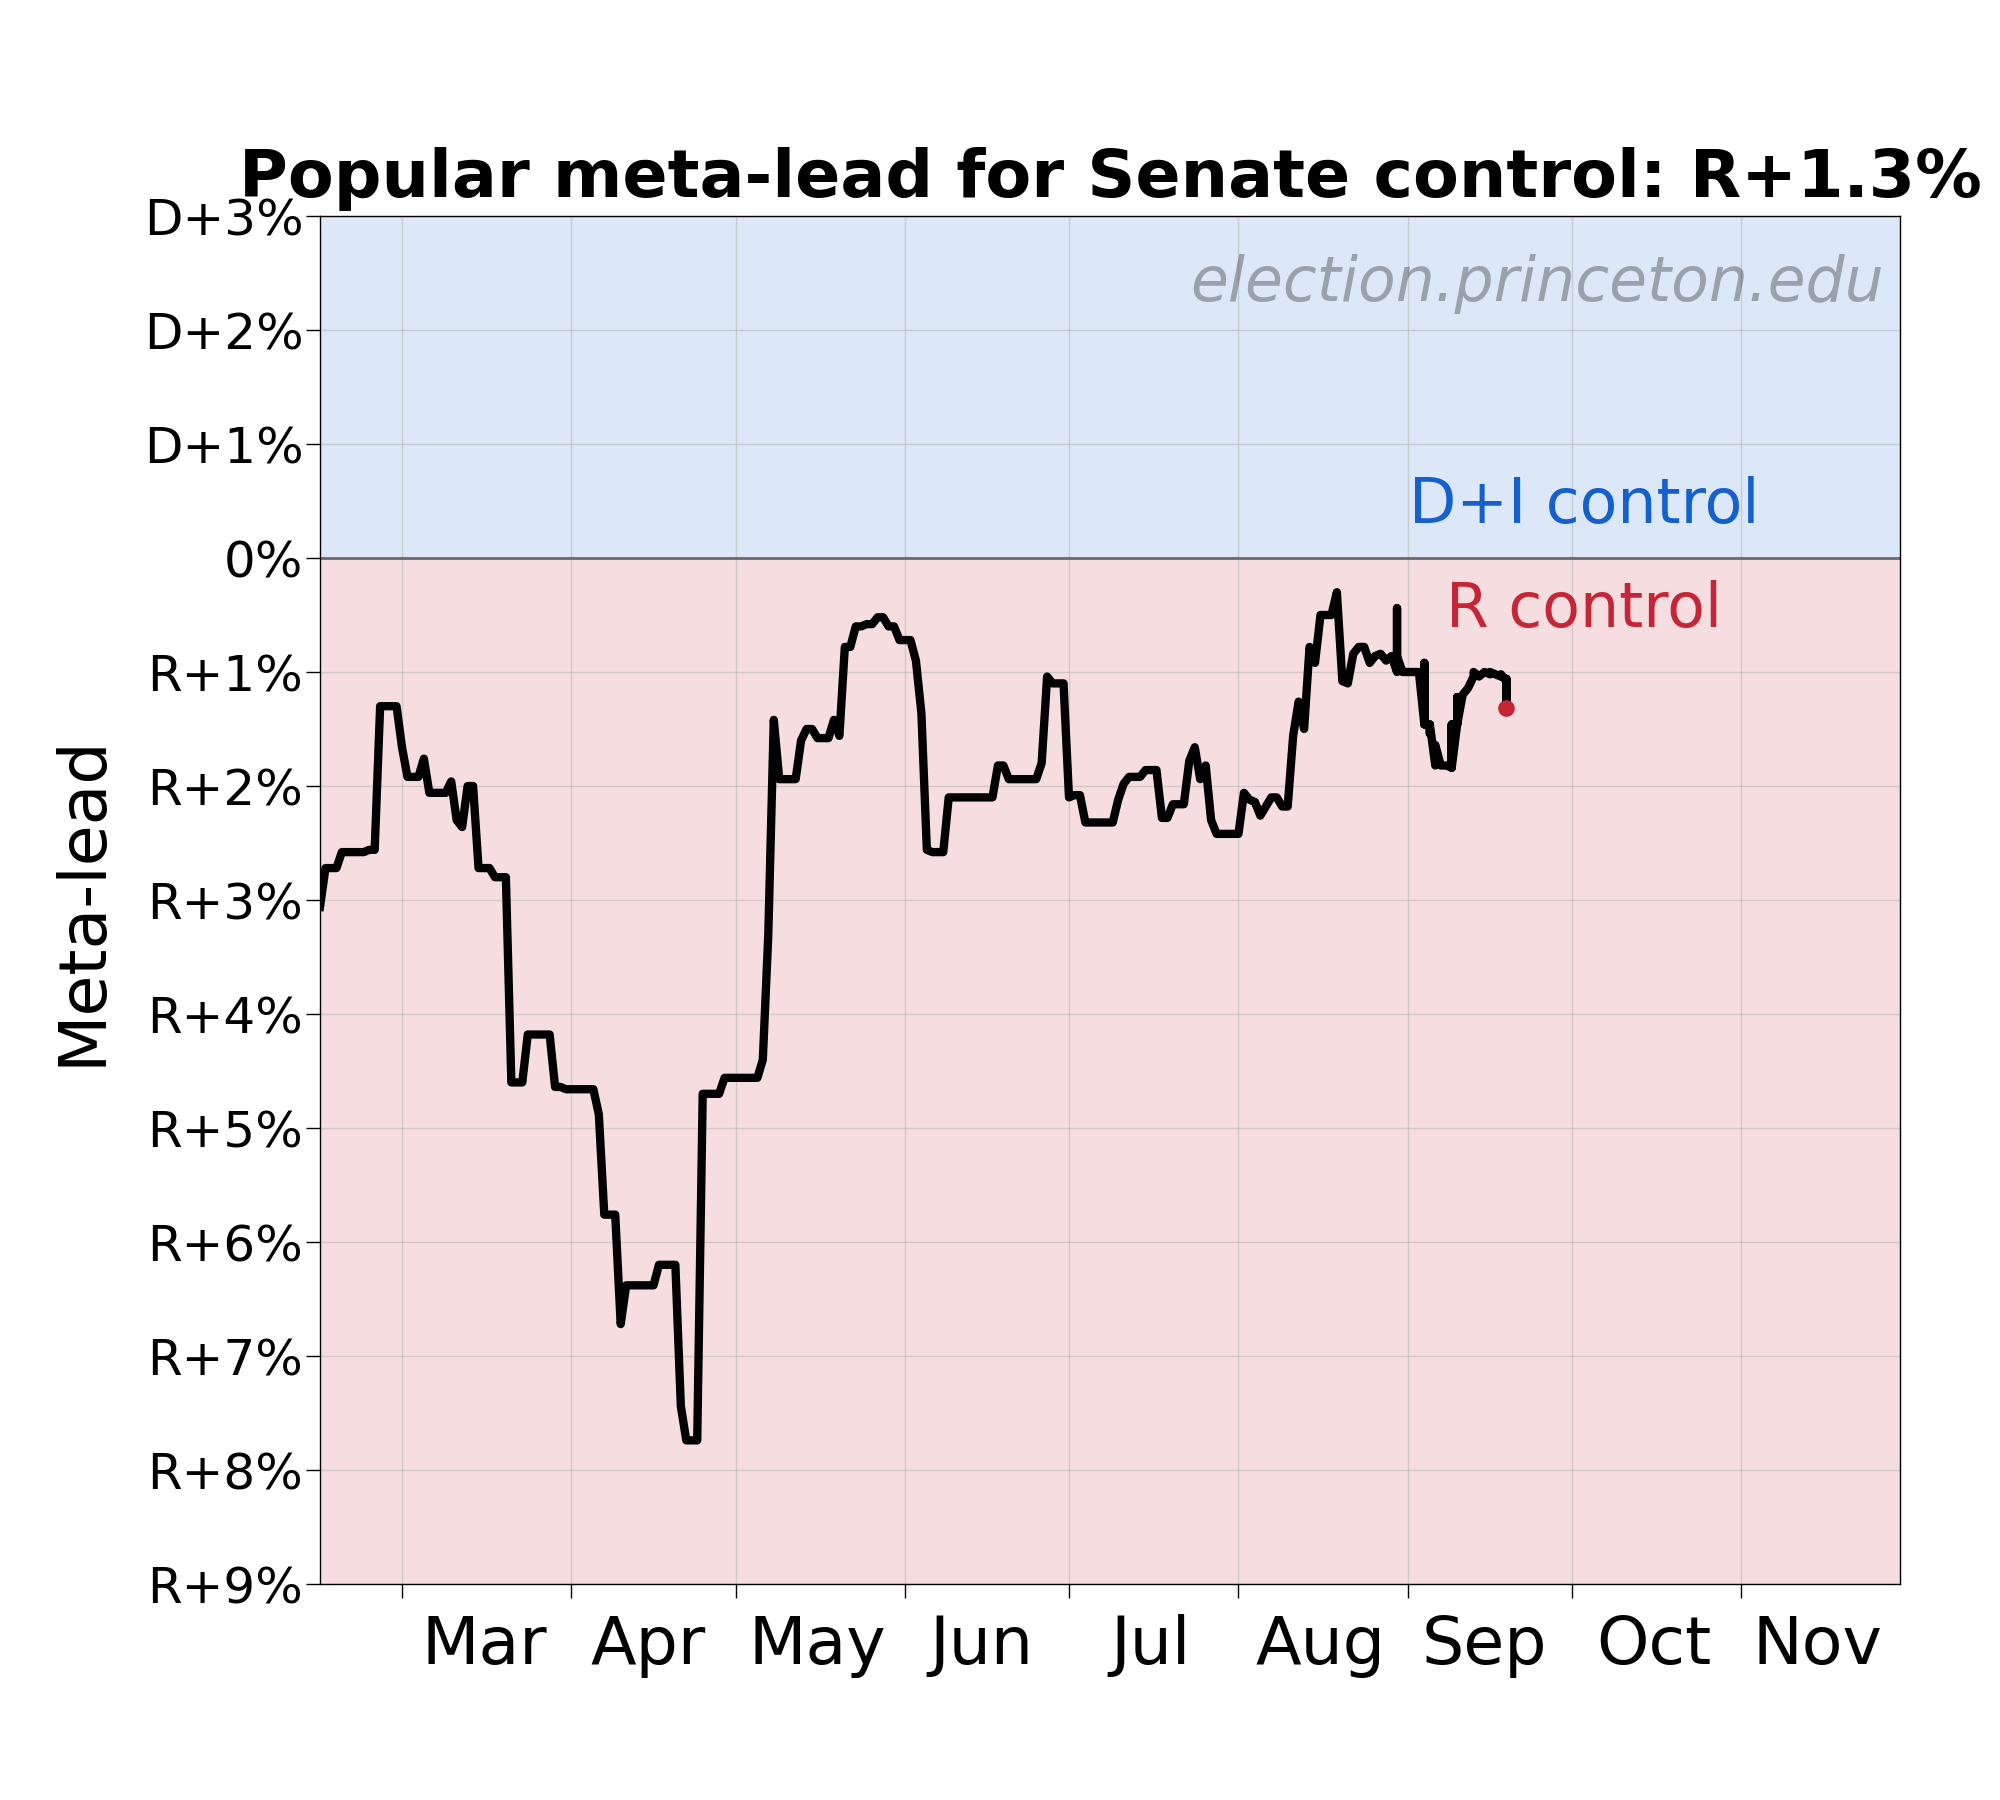 Popular meta-lead for Senate control: R+1.3%
D+3%
election.princeton.edu
D+2%
D+1%
D+I control
0%
R control
R+1%
R+2%
R+3%
Meta-lead
R+4%
R+5%
R+6%
R+7%
R+8%
R+9%
Mar Apr May Jun Jul Aug Sep Oct Nov